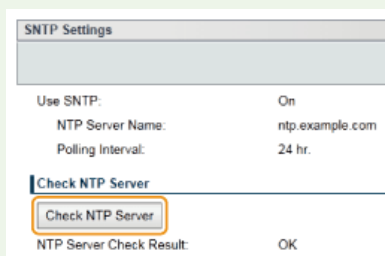 SNTP Settings
Use SNTP: On
NTP Server Name: ntp.example.com
Polling Interval: 24 hr.
Check NTP Server
Check NTP Server
NTP Server Check Result: OK